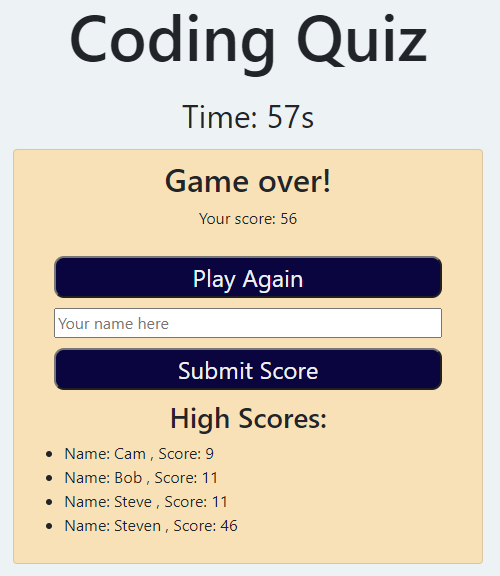 Coding Quiz
Time: 57s
Game over!
Your score: 56
Play Again
Your name here
Submit Score
High Scores:
Name: Cam , Score: 9
Name: Bob , Score: 11
Name: Steve , Score: 11
Name: Steven , Score: 46